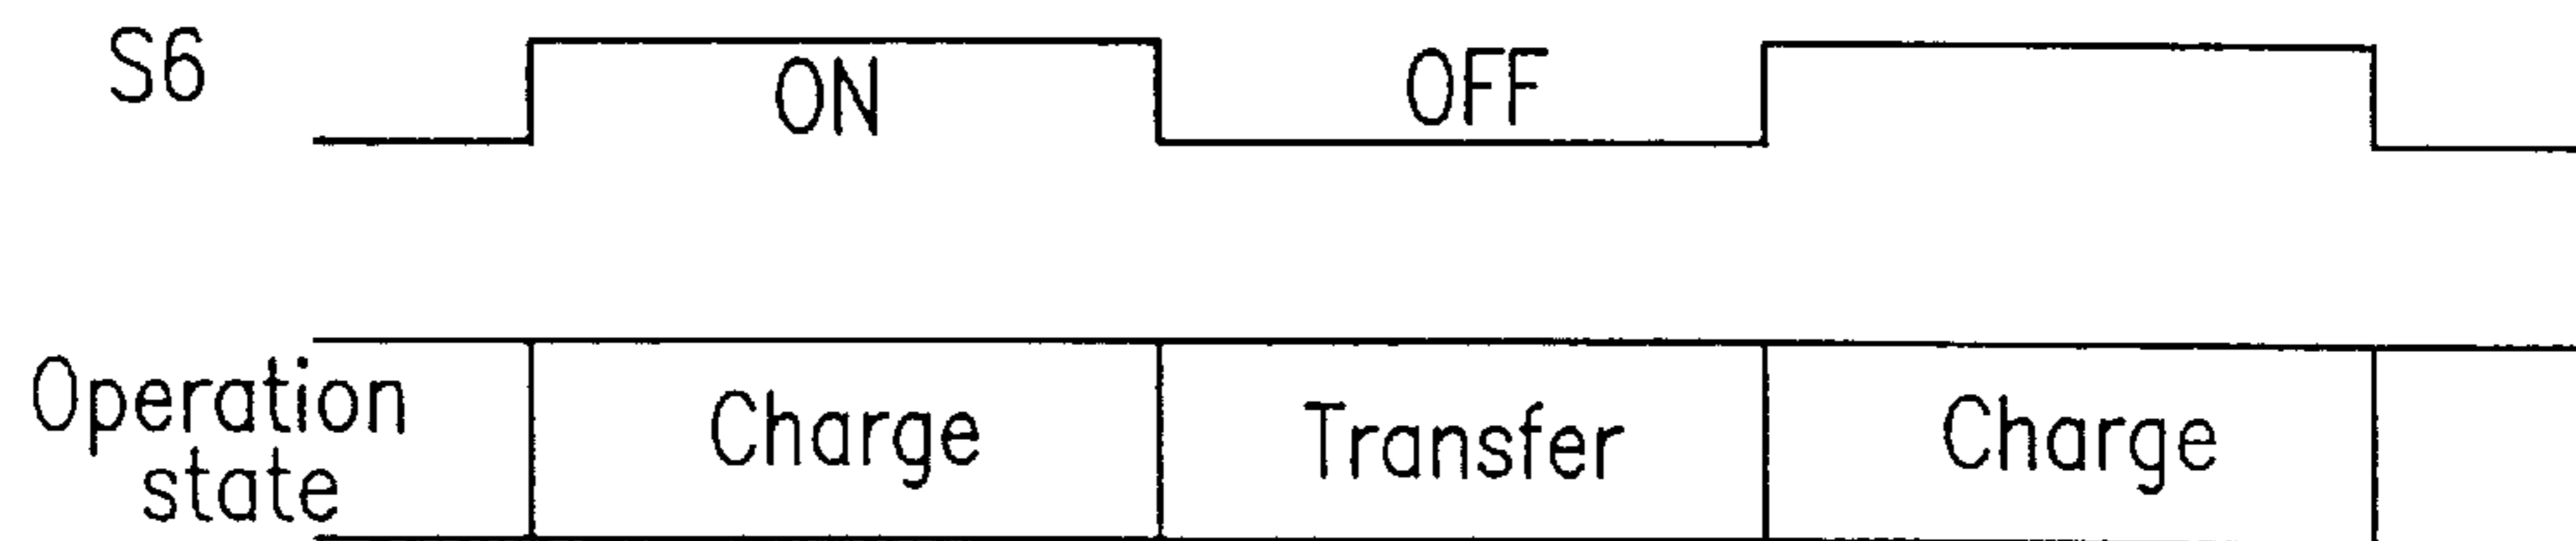 S6
ON
OFF
Operation
state
Charge
Transfer
Charge